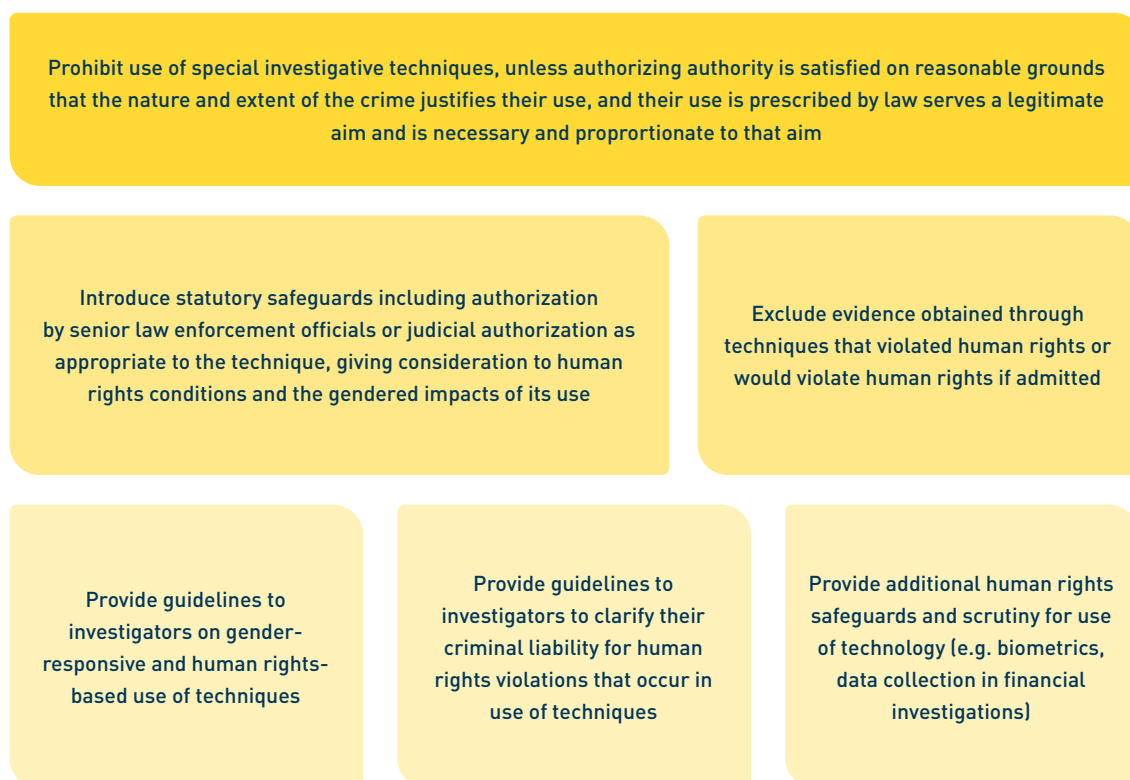 Prohibit use of special investigative techniques, unless authorizing authority is satisfied on reasonable grounds
that the nature and extent of the crime justifies their use, and their use is prescribed by law serves a legitimate
aim and is necessary and proprortionate to that aim
Introduce statutory safeguards including authorization
by senior law enforcement officials or judicial authorization as
appropriate to the technique, giving consideration to human
rights conditions and the gendered impacts of its use
Exclude evidence obtained through
techniques that violated human rights or
would violate human rights if admitted
Provide guidelines to
investigators on gender-
responsive and human rights-
based use of techniques
Provide guidelines to
investigators to clarify their
criminal liability for human
rights violations that occur in
use of techniques
Provide additional human rights
safeguards and scrutiny for use
of technology (e.g. biometrics,
data collection in financial
investigations)